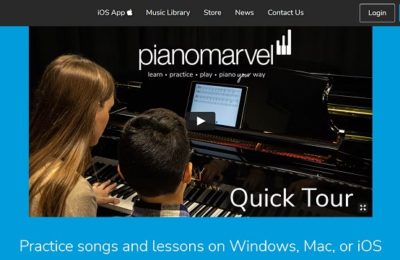 iOS App Music Library Store News Contact Us Login
pianomarvel
learn • practice • play • piano your way
Quick Tour
Practice songs and lessons on Windows, Mac, or iOS